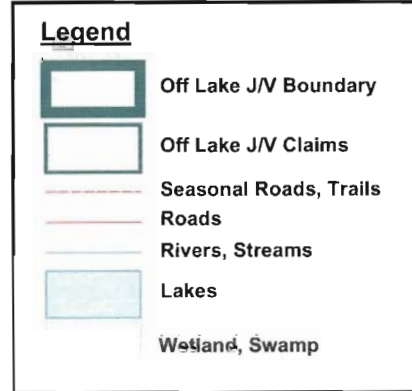 Legend
Off Lake J/V Boundary
Off Lake J/V Claims
Seasonal Roads, Trails
Roads
Rivers, Streams
Lakes
Wetland, Swamp